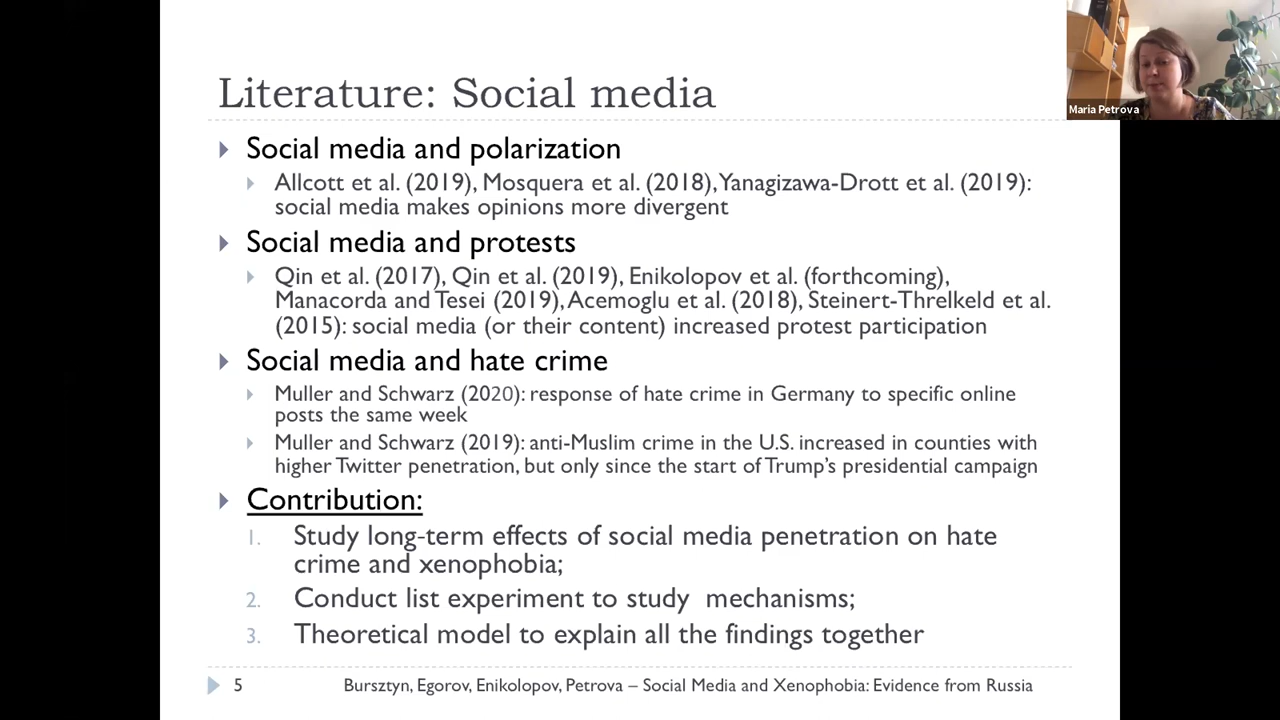 Literature: Social media
Maria Petrova
Social media and polarization
Allcott et al. (2019), Mosquera et al. (2018), Yanagizawa-Drott et al. (2019):
social media makes opinions more divergent
Social media and protests
Qin et al. (2017), Qin et al. (2019), Enikolopov et al. (forthcoming),
Manacorda and Tesei (2019), Acemoglu et al. (2018), Steinert-Threlkeld et al.
(2015): social media (or their content) increased protest participation
Social media and hate crime
Muller and Schwarz (2020): response of hate crime in Germany to specific online
posts the same week
Muller and Schwarz (2019): anti-Muslim crime in the U.S. increased in counties with
higher Twitter penetration, but only since the start of Trump's presidential campaign
Contribution:
1. Study long-term effects of social media penetration on hate
crime and xenophobia;
2. Conduct list experiment to study mechanisms;
3. Theoretical model to explain all the findings together
5 Bursztyn, Egorov, Enikolopov, Petrova – Social Media and Xenophobia: Evidence from Russia